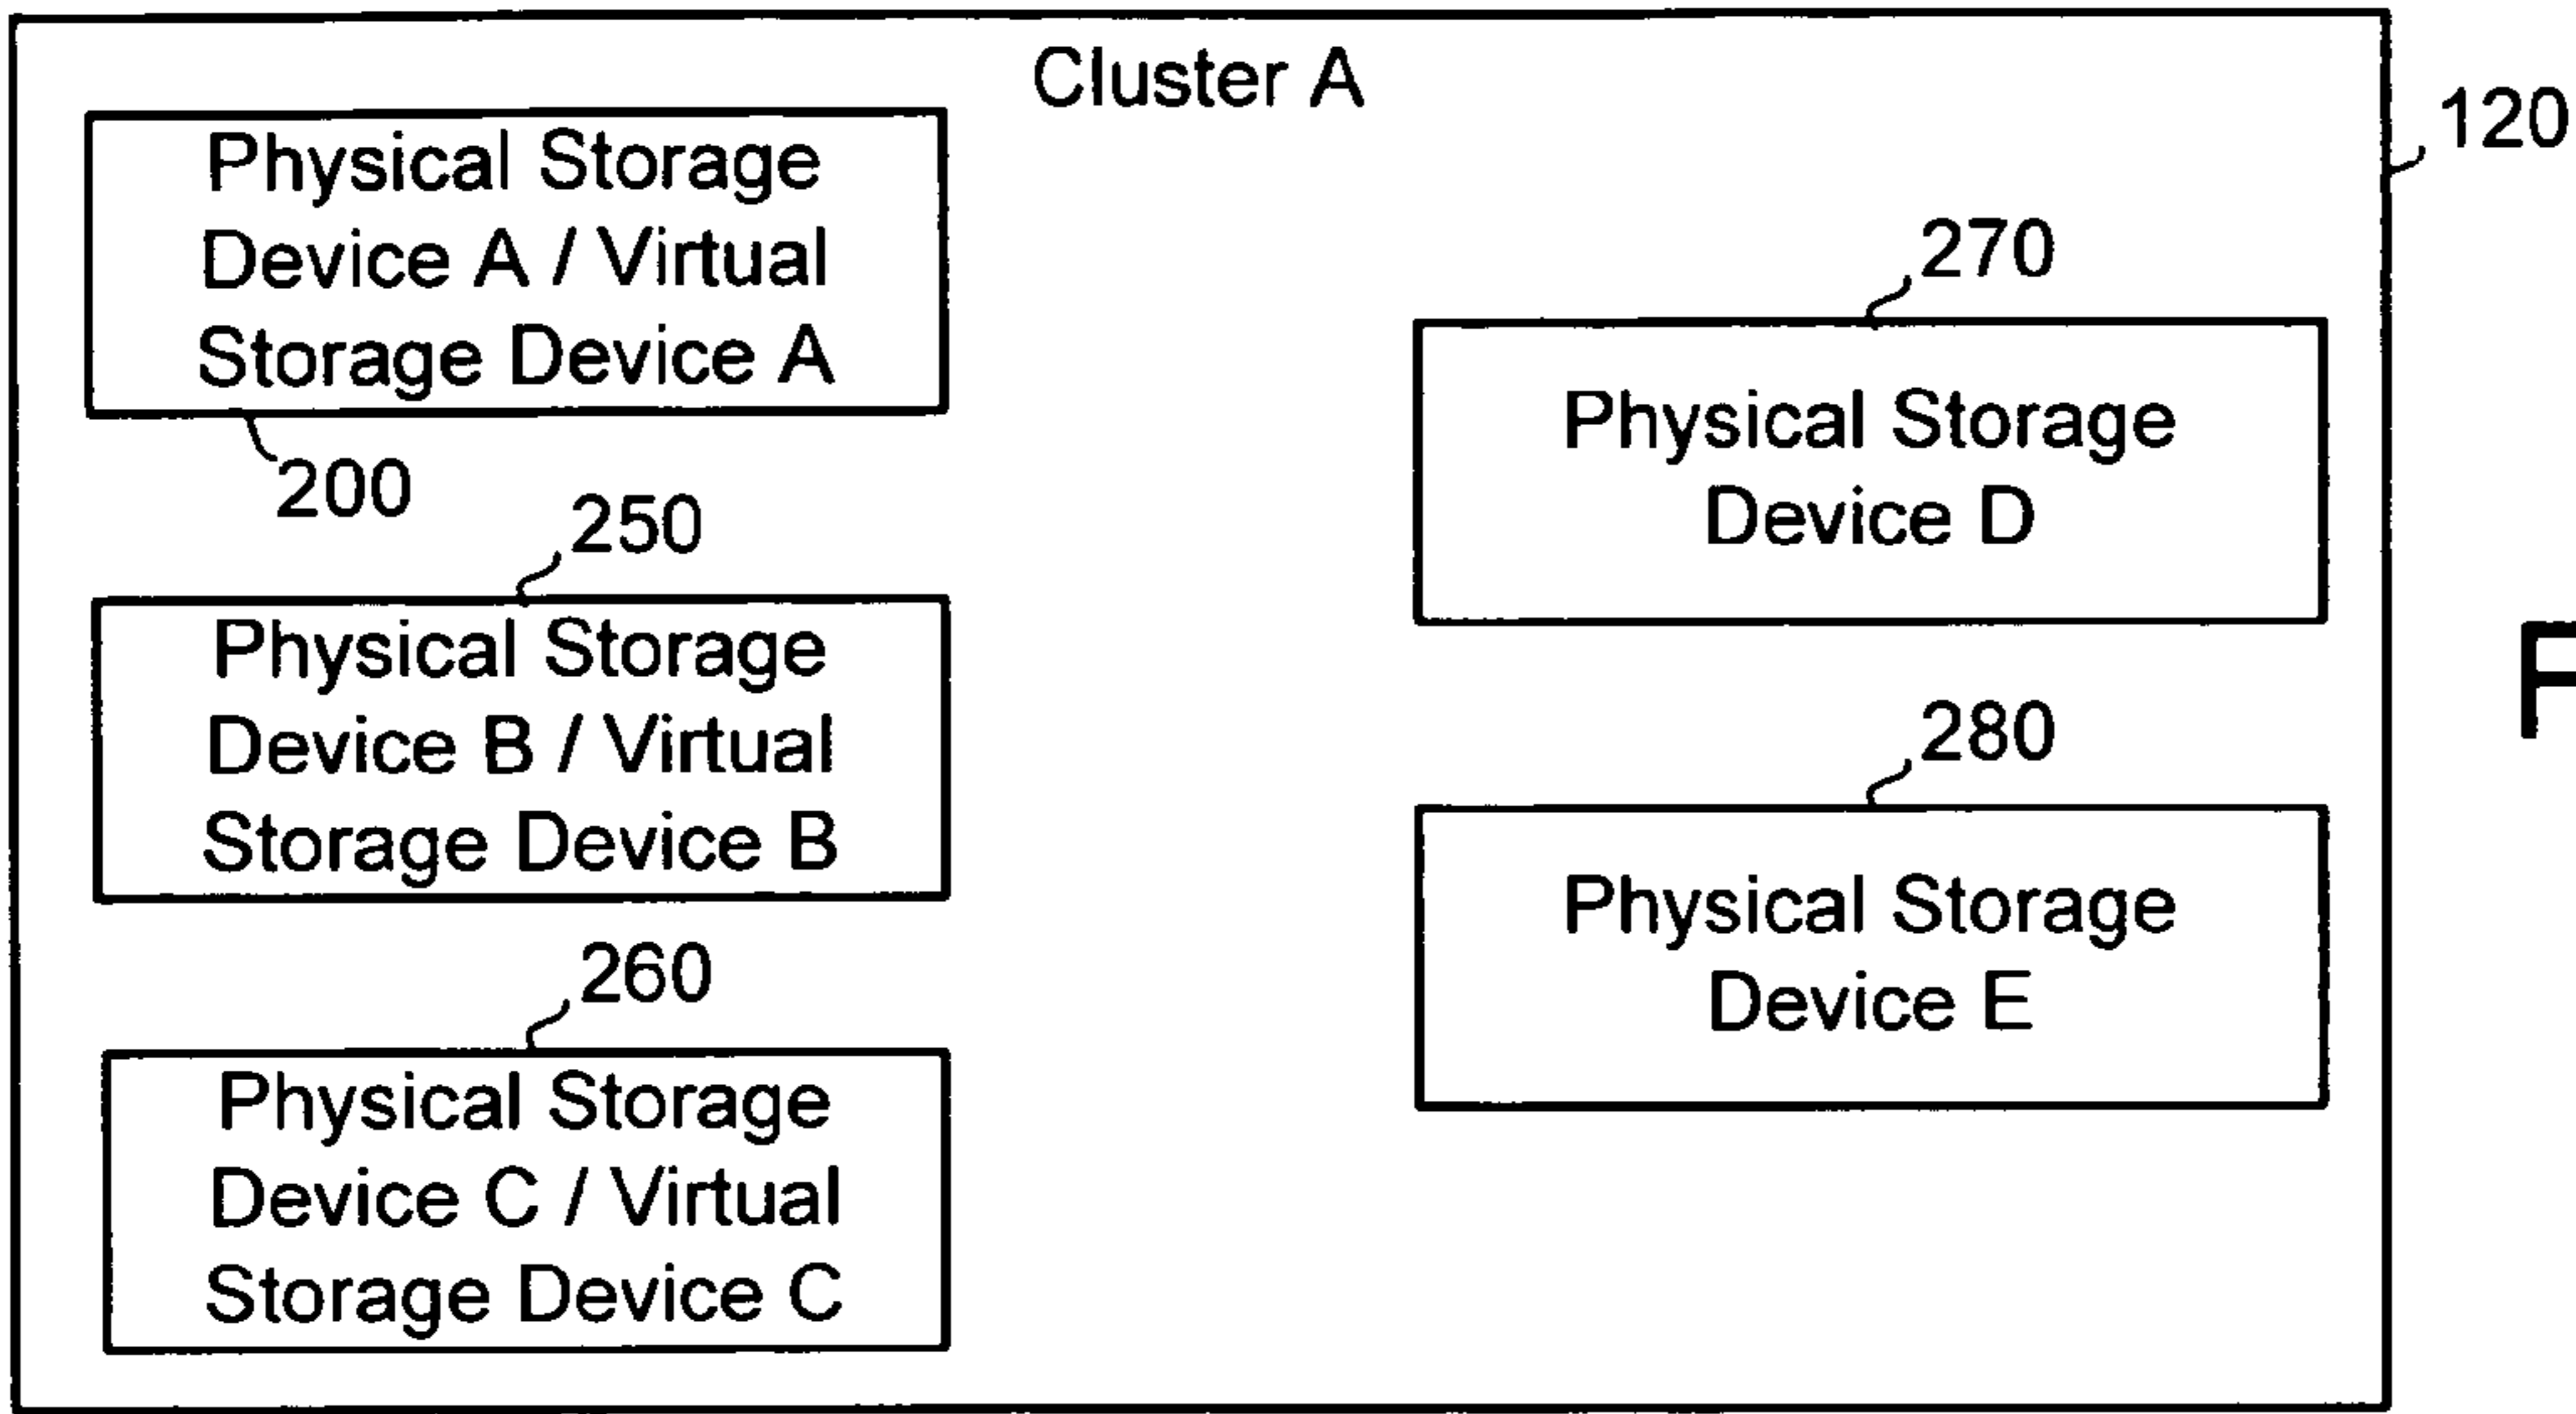 Cluster A
120
Physical Storage
Device A / Virtual
Storage Device A
200
250
Physical Storage
Device B / Virtual
Storage Device B
260
Physical Storage
Device C / Virtual
Storage Device C
270
Physical Storage
Device D
280
Physical Storage
Device E
F